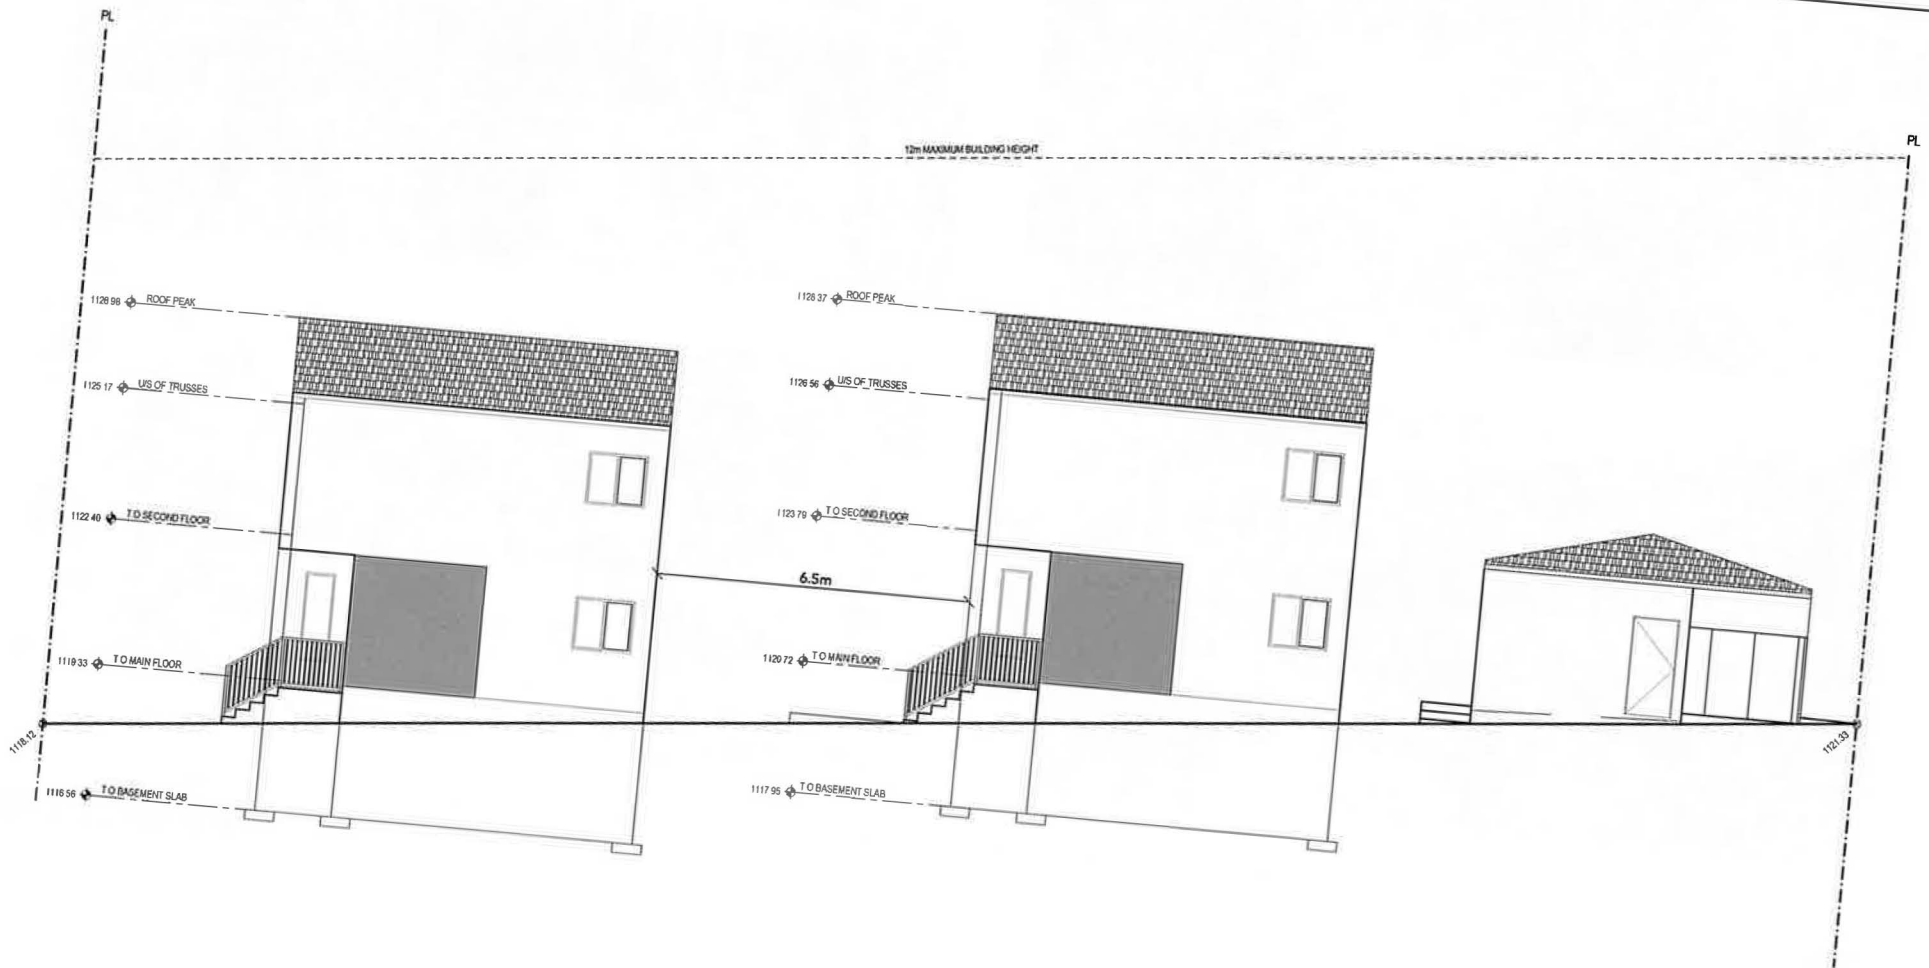 PL
PL
12m MAXIMUM BUILDING HEIGHT
1126 98 ROOF PEAK
1128 37 ROOF PEAK
1125 17 U/S OF TRUSSES
1126 56 U/S OF TRUSSES
1122 40 T O SECOND FLOOR
1123 79 T O SECOND FLOOR
6.5m
1119 33 T O MAIN FLOOR
1120 72 T O MAIN FLOOR
1118.12
1121.33
1116 56 T O BASEMENT SLAB
1117 95 T O BASEMENT SLAB